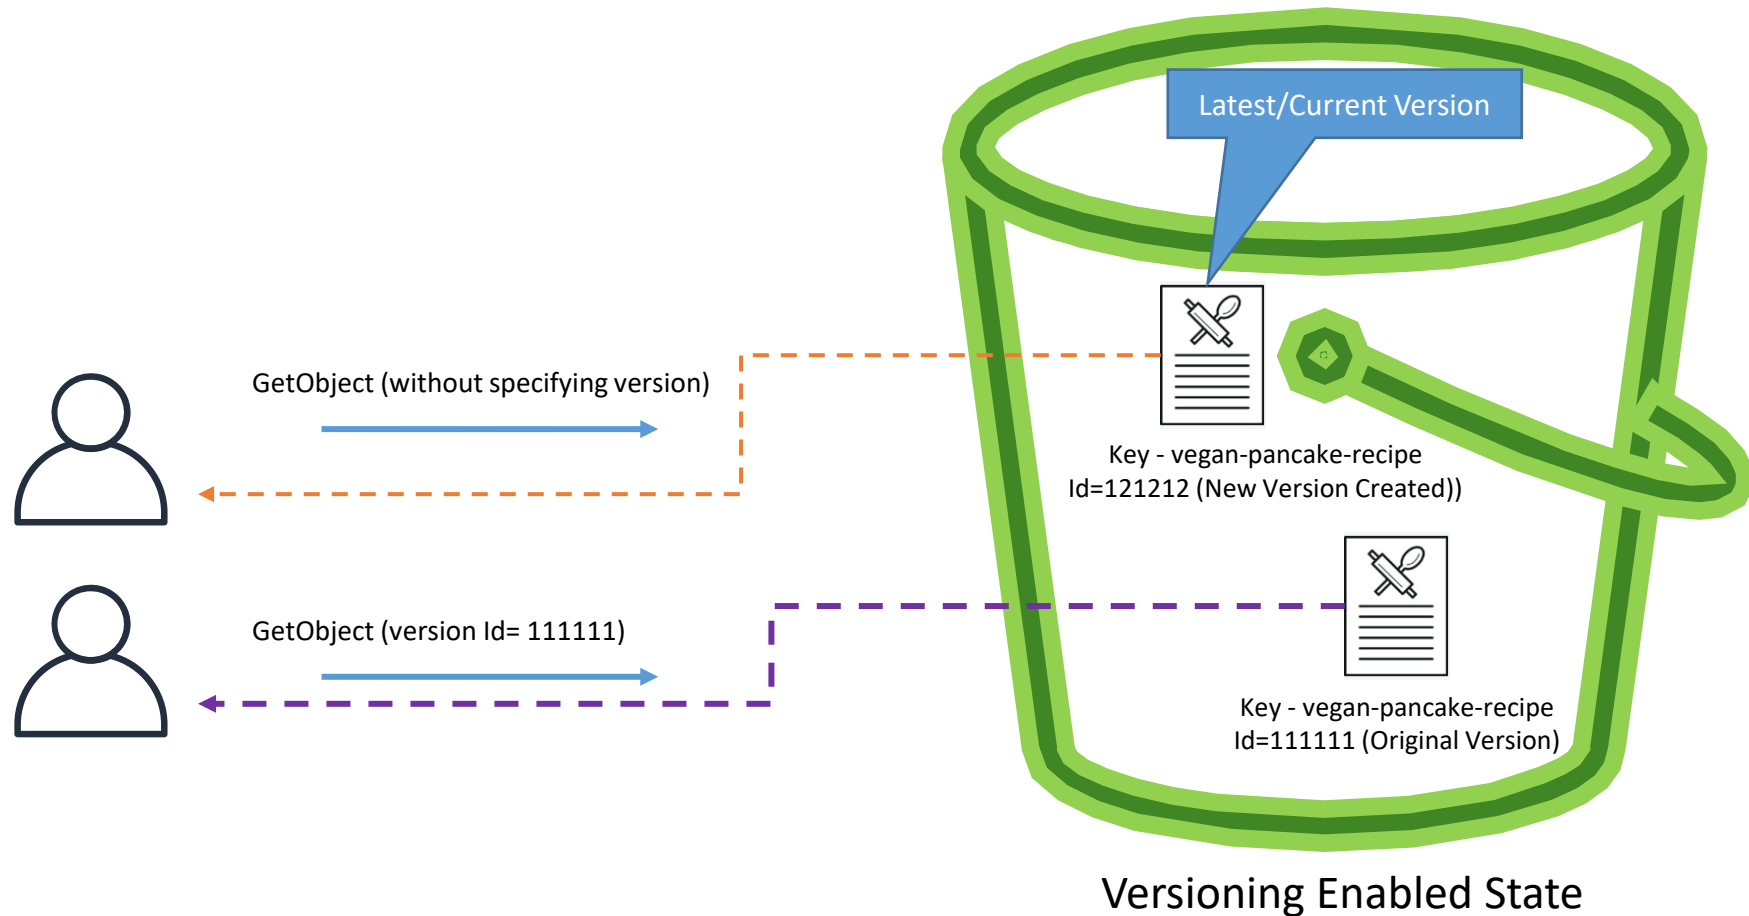 Latest/Current Version
GetObject (without specifying version)
Key - vegan-pancake-recipe
Id=121212 (New Version Created))
GetObject (version Id= 111111)
Key - vegan-pancake-recipe
Id=111111 (Original Version)
Versioning Enabled State